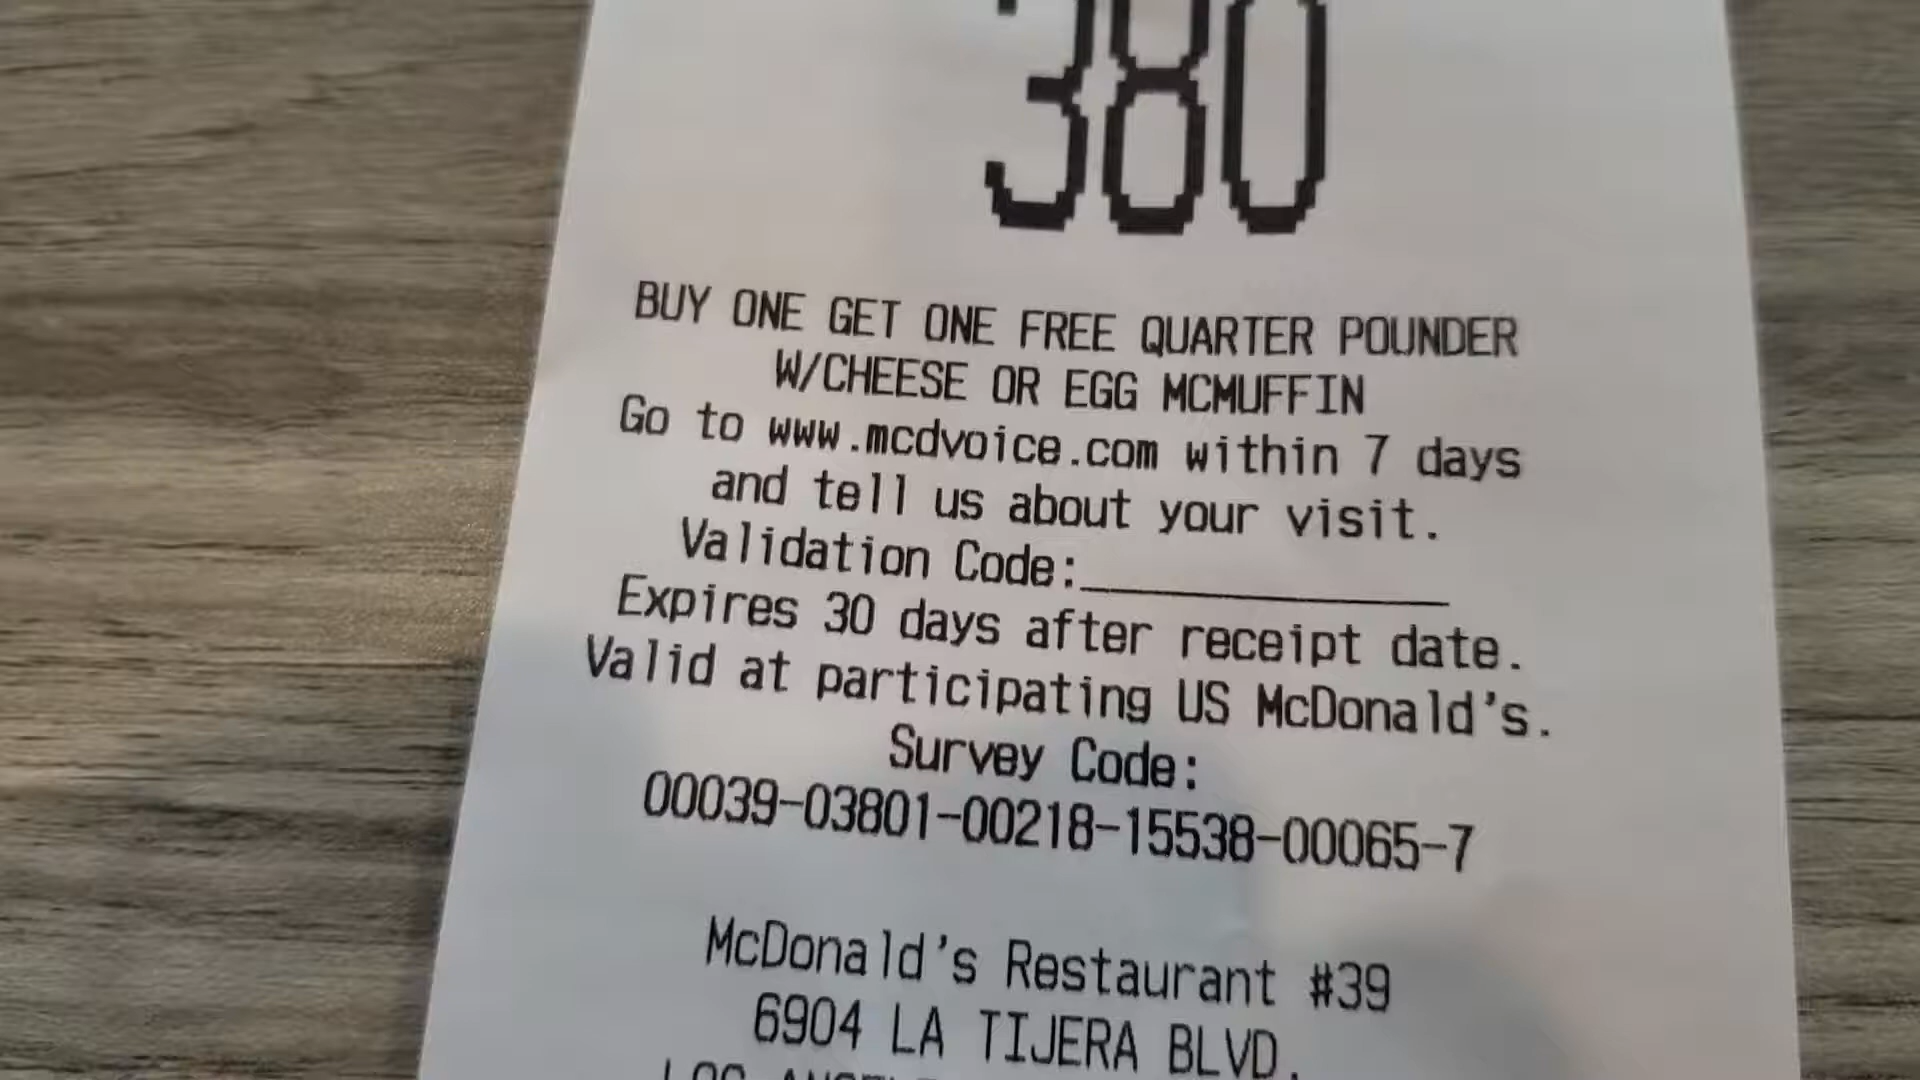 380
BUY ONE GET ONE FREE QUARTER POUNDER
W/CHEESE OR EGG MCMUFFIN
Go to www.mcdvoice.com within 7 days
and tell us about your visit.
Validation Code:____________
Expires 30 days after receipt date.
Valid at participating US McDonald's.
Survey Code:
00039-03801-00218-15538-00065-7
McDonald's Restaurant #39
6904 LA TIJERA BLVD.